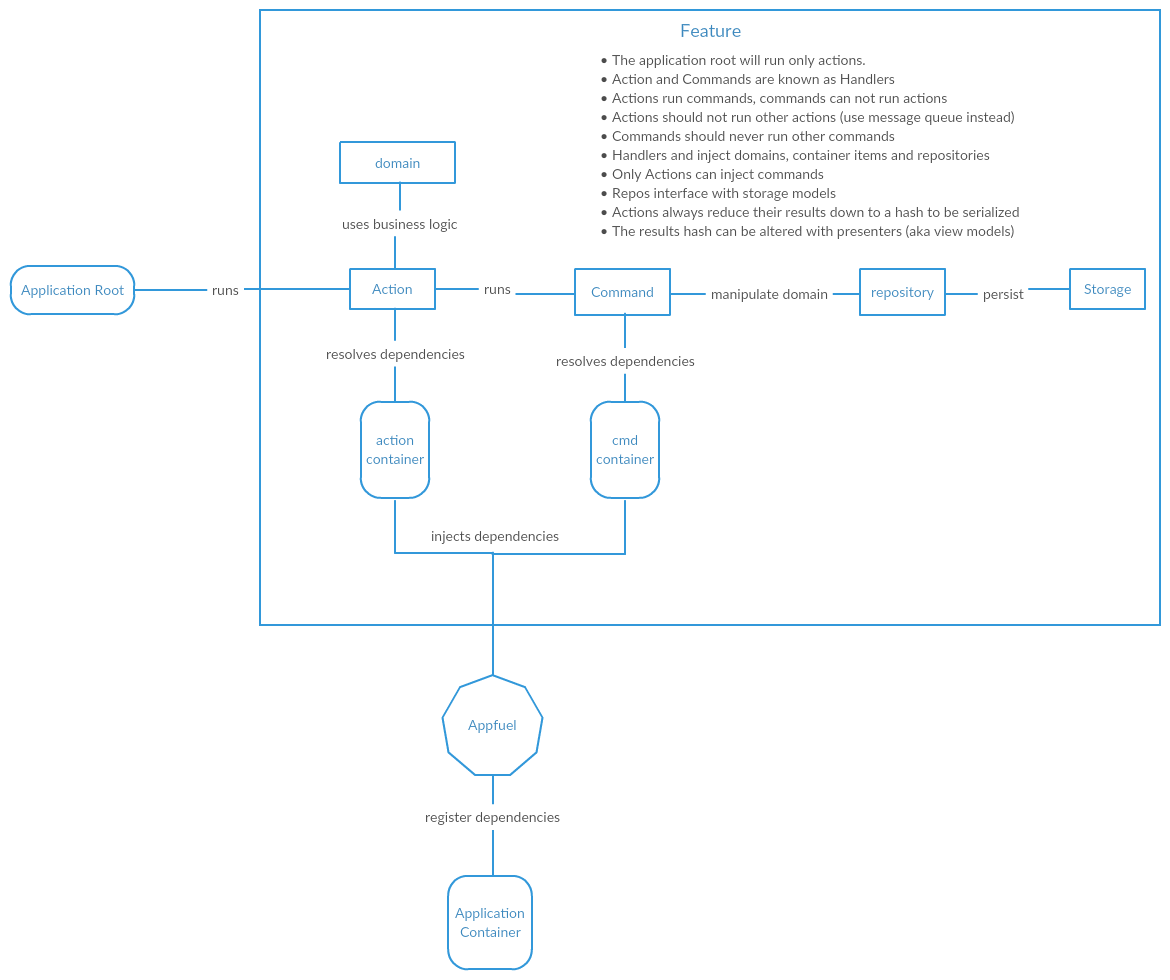 Feature
• The application root will run only actions.
• Action and Commands are known as Handlers
• Actions run commands, commands can not run actions
• Actions should not run other actions (use message queue instead)
• Commands should never run other commands
• Handlers and inject domains, container items and repositories
• Only Actions can inject commands
• Repos interface with storage models
• Actions always reduce their results down to a hash to be serialized
• The results hash can be altered with presenters (aka view models)
domain
uses business logic
Application Root
runs
Action
runs
Command
manipulate domain
repository
persist
Storage
resolves dependencies
resolves dependencies
action
container
cmd
container
injects dependencies
Appfuel
register dependencies
Application
Container